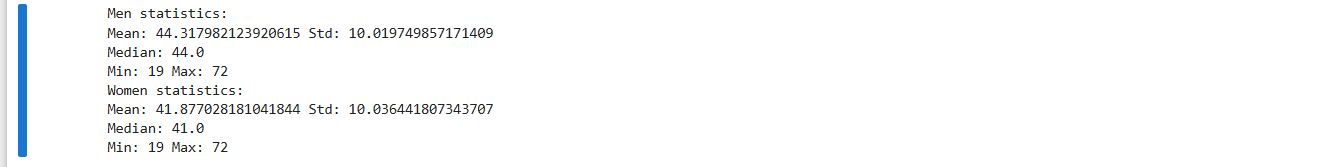 Men statistics:
Mean: 44.317982123920615 Std: 10.019749857171409
Median: 44.0
Min: 19 Max: 72
Women statistics:
Mean: 41.877028181041844 Std: 10.036441807343707
Median: 41.0
Min: 19 Max: 72